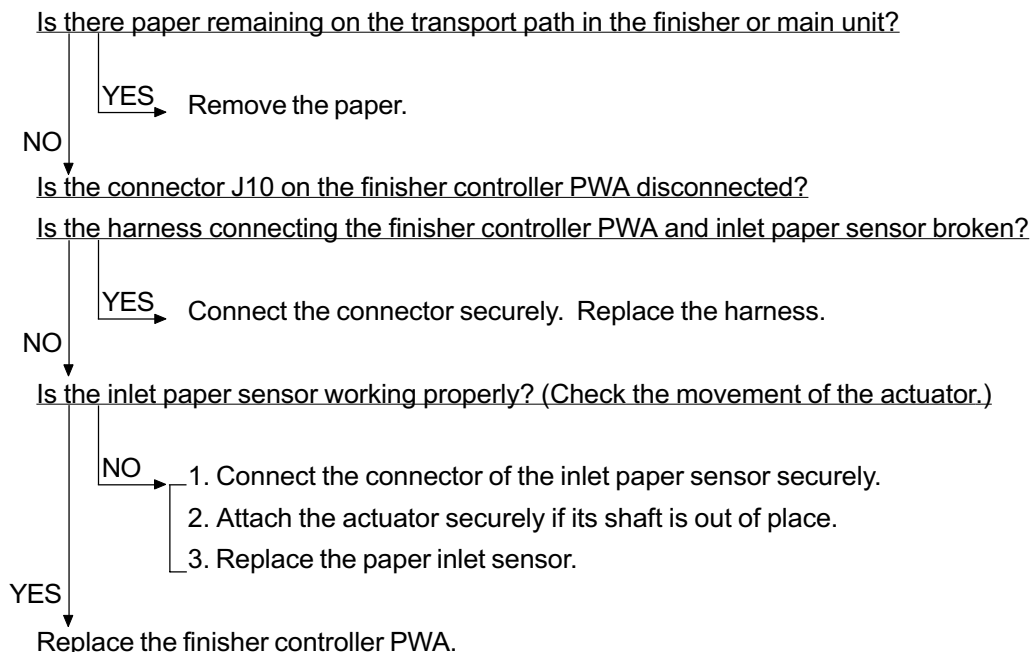 Is there paper remaining on the transport path in the finisher or main unit?
YES
Remove the paper.
NO
Is the connector J10 on the finisher controller PWA disconnected?
Is the harness connecting the finisher controller PWA and inlet paper sensor broken?
YES
Connect the connector securely. Replace the harness.
NO
Is the inlet paper sensor working properly? (Check the movement of the actuator.)
NO
1. Connect the connector of the inlet paper sensor securely.
2. Attach the actuator securely if its shaft is out of place.
3. Replace the paper inlet sensor.
YES
Replace the finisher controller PWA.